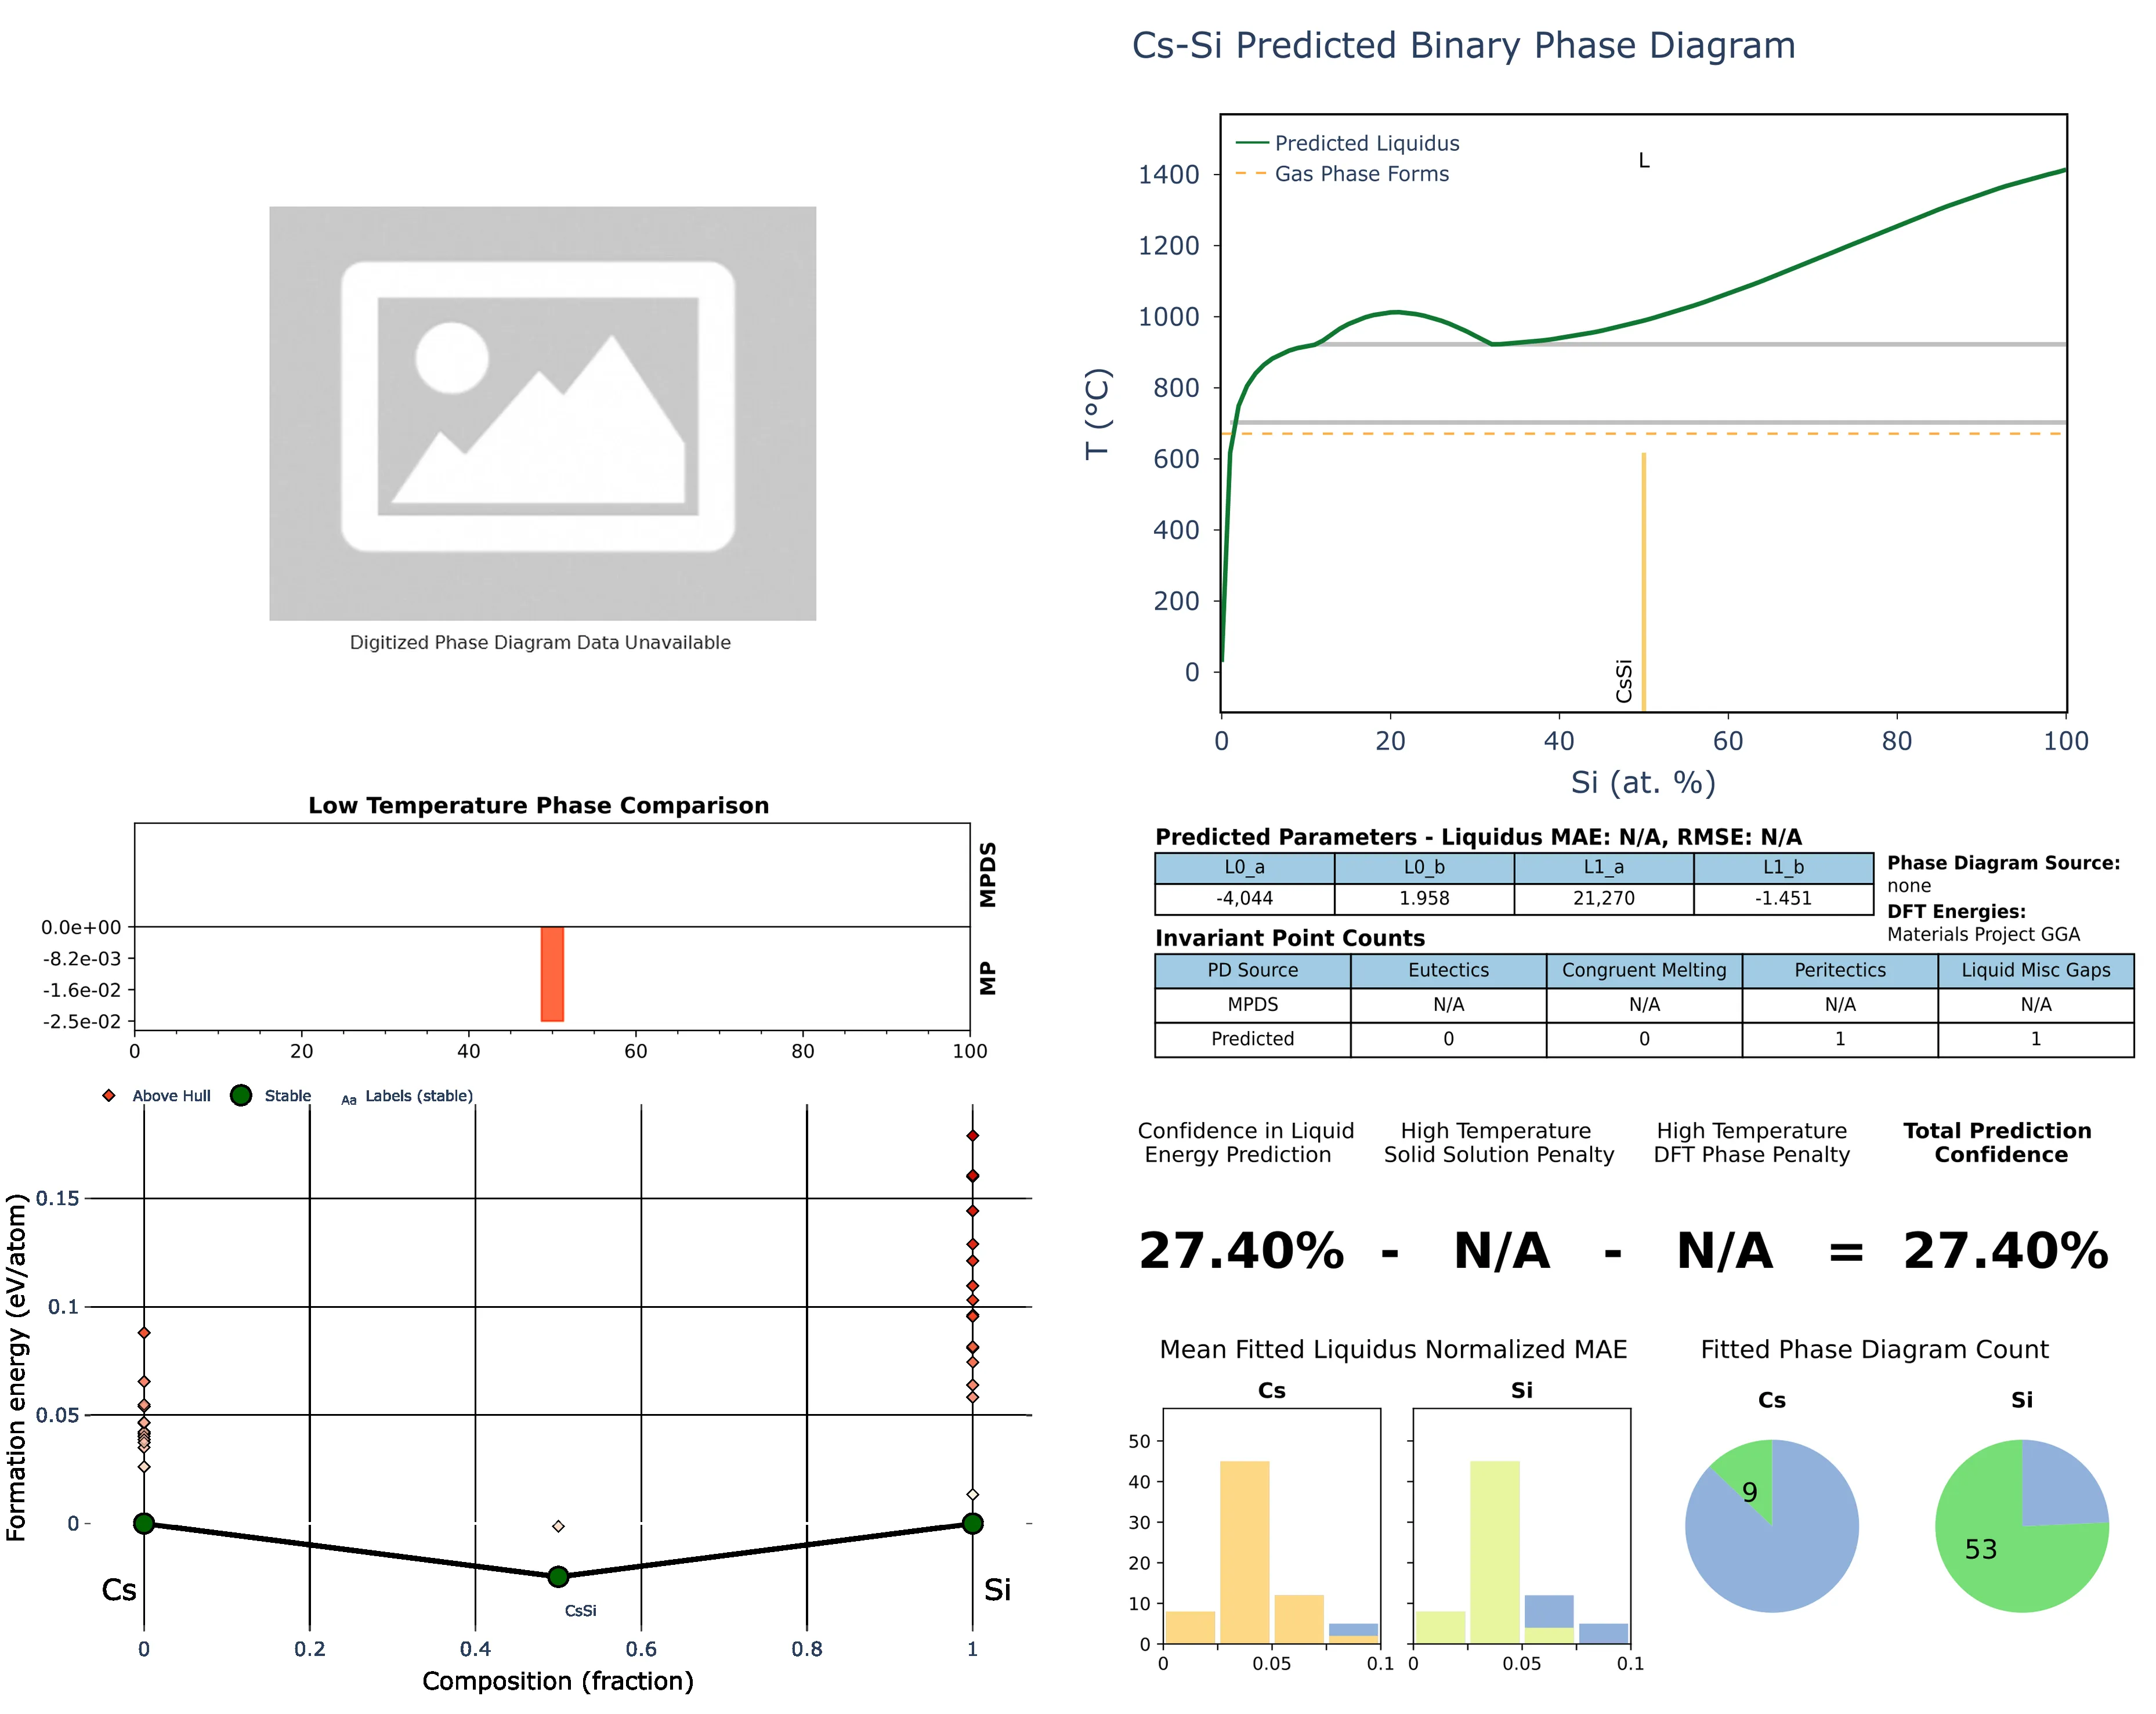 Cs-Si Predicted Binary Phase Diagram
Predicted Liquidus
Gas Phase Forms
L
1400
1200
1000
800
600
400
200
0
T (°C)
CsSi
0 20 40 60 80 100
Si (at. %)
Digitized Phase Diagram Data Unavailable
Low Temperature Phase Comparison
MPDS
MP
0.0e+00
-8.2e-03
-1.6e-02
-2.5e-02
0 20 40 60 80 100
Predicted Parameters - Liquidus MAE: N/A, RMSE: N/A
L0_a L0_b L1_a L1_b
-4,044 1.958 21,270 -1.451
Phase Diagram Source:
none
DFT Energies:
Materials Project GGA
Invariant Point Counts
PD Source Eutectics Congruent Melting Peritectics Liquid Misc Gaps
MPDS N/A N/A N/A N/A
Predicted 0 0 1 1
Above Hull Stable Aa Labels (stable)
0.15
0.1
0.05
0
Formation energy (eV/atom)
Cs
Si
CsSi
0 0.2 0.4 0.6 0.8 1
Composition (fraction)
Confidence in Liquid
Energy Prediction
High Temperature
Solid Solution Penalty
High Temperature
DFT Phase Penalty
Total Prediction
Confidence
27.40% - N/A - N/A = 27.40%
Mean Fitted Liquidus Normalized MAE
Cs
Si
50
40
30
20
10
0
0 0.05 0.1
0 0.05 0.1
Fitted Phase Diagram Count
Cs
Si
9
53